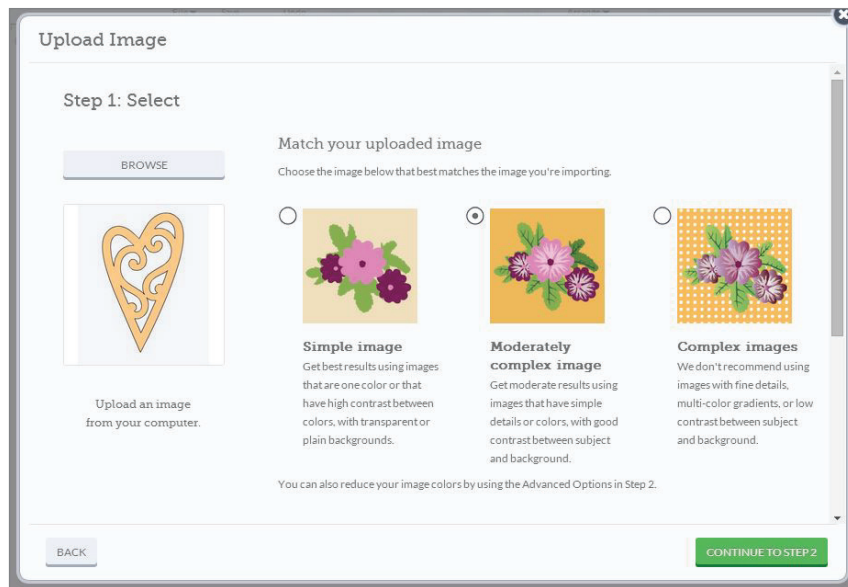 Upload Image
Step 1: Select
BROWSE
Upload an image
from your computer.
Match your uploaded image
Choose the image below that best matches the image you're importing.
Simple image
Get best results using images
that are one color or that
have high contrast between
colors, with transparent or
plain backgrounds.
Moderately
complex image
Get moderate results using
images that have simple
details or colors, with good
contrast between subject
and background.
Complex images
We don't recommend using
images with fine details,
multi-color gradients, or low
contrast between subject
and background.
You can also reduce your image colors by using the Advanced Options in Step 2.
BACK
CONTINUE TO STEP 2